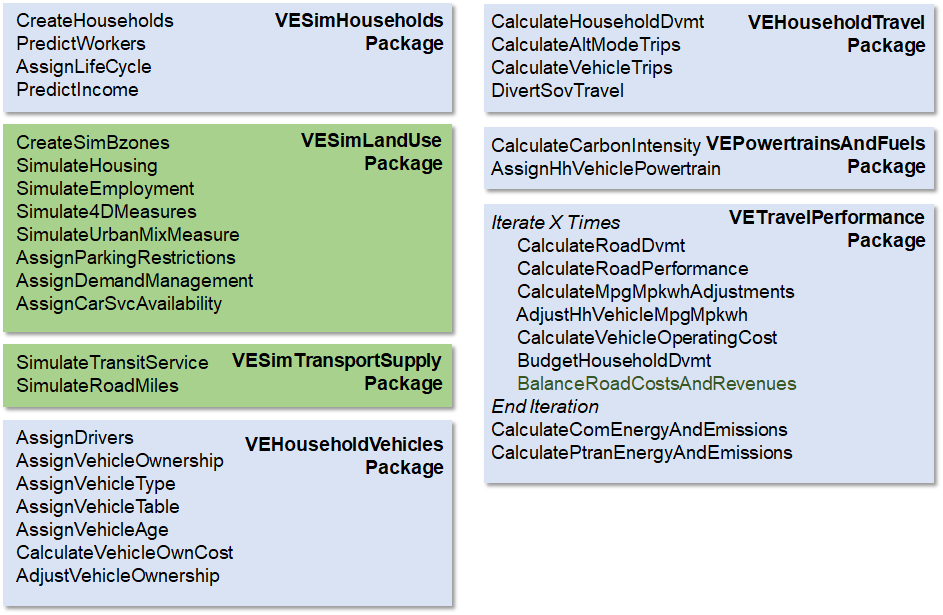 CreateHouseholds
PredictWorkers
AssignLifeCycle
PredictIncome
VESimHouseholds
Package
CreateSimBzones
SimulateHousing
SimulateEmployment
Simulate4DMeasures
SimulateUrbanMixMeasure
AssignParkingRestrictions
AssignDemandManagement
AssignCarSvcAvailability
VESimLandUse
Package
SimulateTransitService
SimulateRoadMiles
VESimTransportSupply
Package
AssignDrivers
AssignVehicleOwnership
AssignVehicleType
AssignVehicleTable
AssignVehicleAge
CalculateVehicleOwnCost
AdjustVehicleOwnership
VEHouseholdVehicles
Package
CalculateHouseholdDvmt
CalculateAltModeTrips
CalculateVehicleTrips
DivertSovTravel
VEHouseholdTravel
Package
CalculateCarbonIntensity
AssignHhVehiclePowertrain
VEPowertrainsAndFuels
Package
Iterate X Times
CalculateRoadDvmt
CalculateRoadPerformance
CalculateMpgMpkwhAdjustments
AdjustHhVehicleMpgMpkwh
CalculateVehicleOperatingCost
BudgetHouseholdDvmt
BalanceRoadCostsAndRevenues
End Iteration
CalculateComEnergyAndEmissions
CalculatePtranEnergyAndEmissions
VETravelPerformance
Package